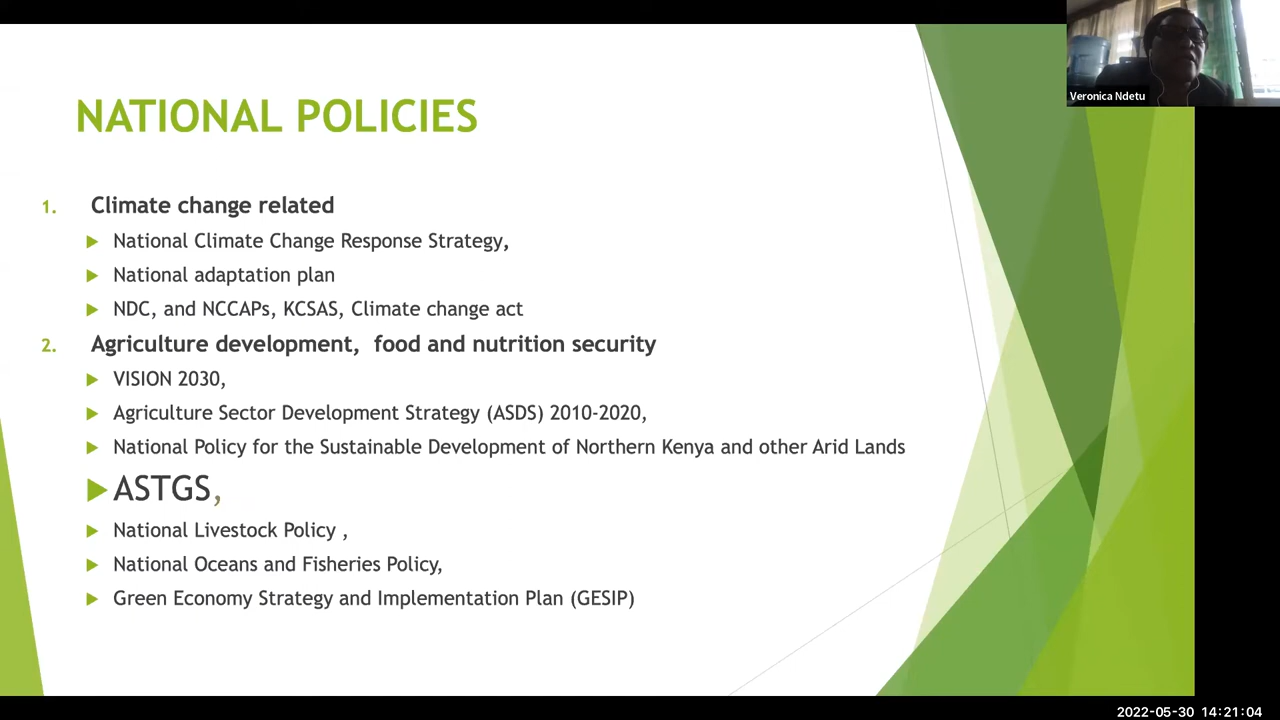 Veronica Ndetu
NATIONAL POLICIES
1. Climate change related
National Climate Change Response Strategy,
National adaptation plan
NDC, and NCCAPs, KCSAS, Climate change act
2. Agriculture development, food and nutrition security
VISION 2030,
Agriculture Sector Development Strategy (ASDS) 2010-2020,
National Policy for the Sustainable Development of Northern Kenya and other Arid Lands
ASTGS,
National Livestock Policy ,
National Oceans and Fisheries Policy,
Green Economy Strategy and Implementation Plan (GESIP)
2022-05-30 14:21:04